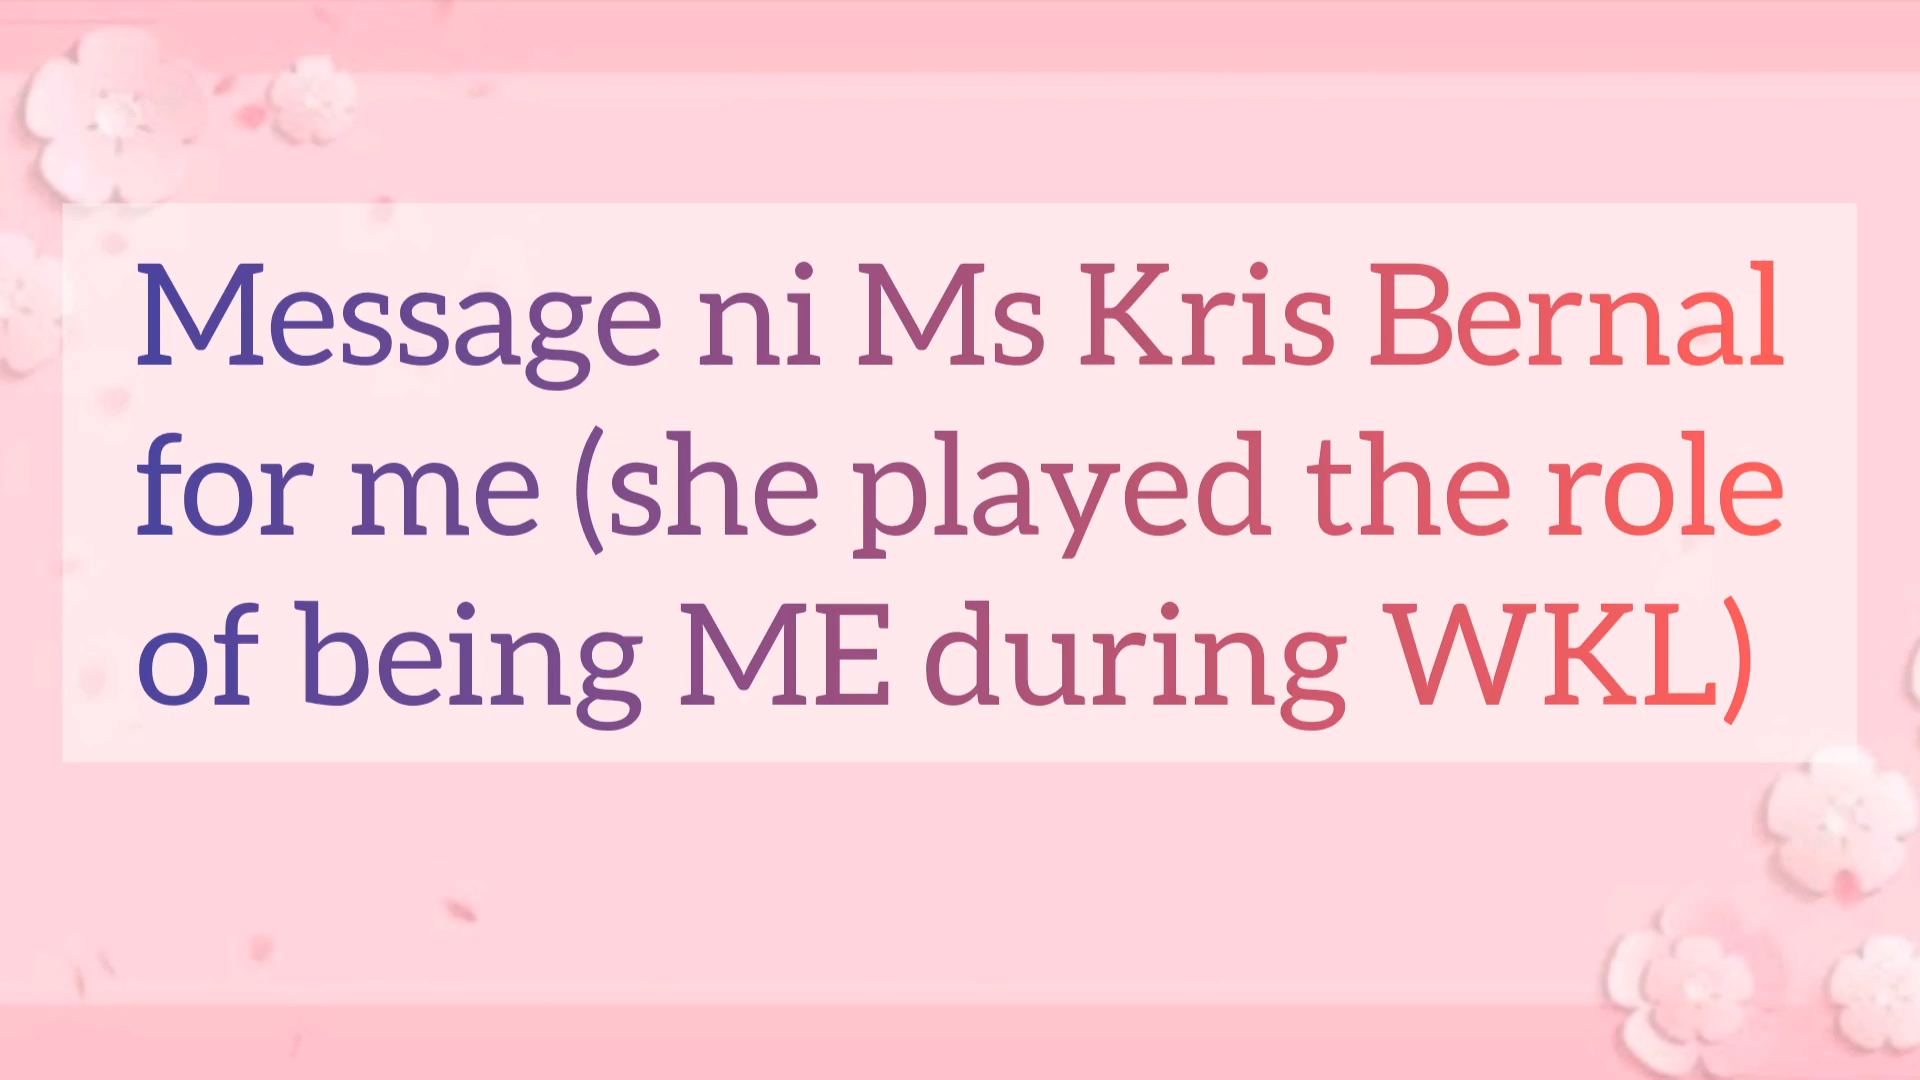 Message ni Ms Kris Bernal
for me (she played the role
of being ME during WKL)